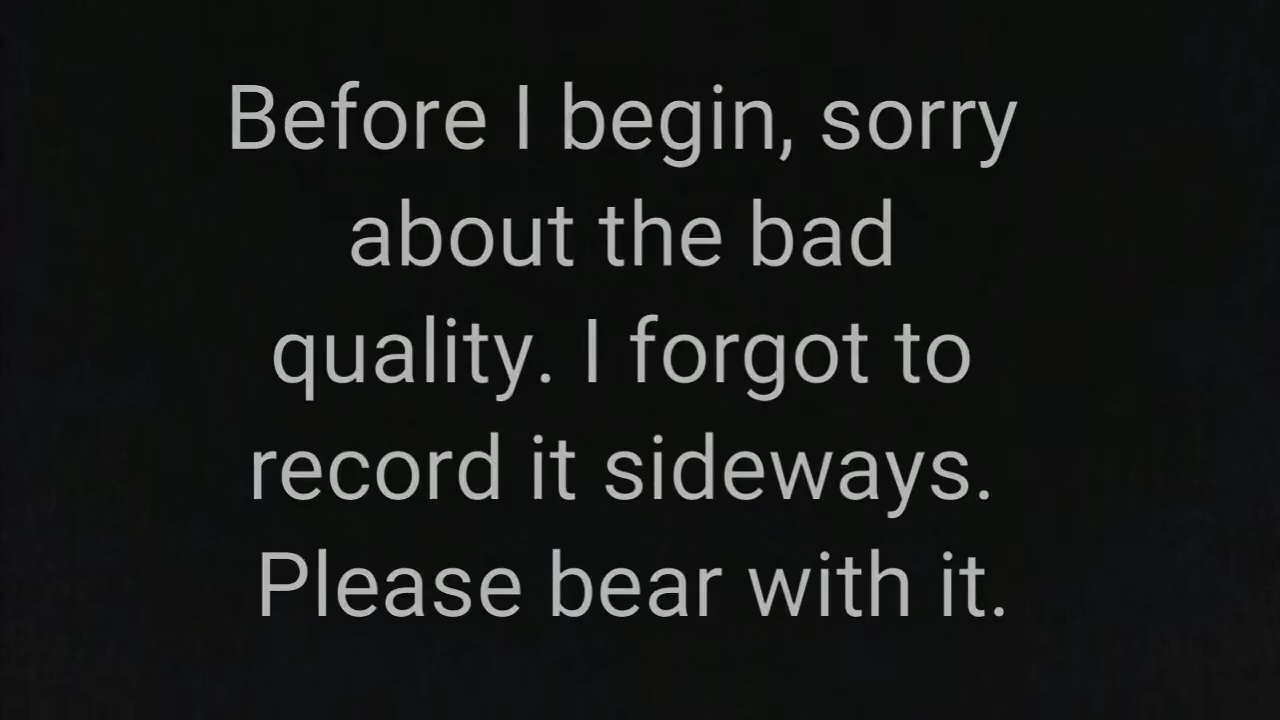 Before I begin, sorry
about the bad
quality. I forgot to
record it sideways.
Please bear with it.